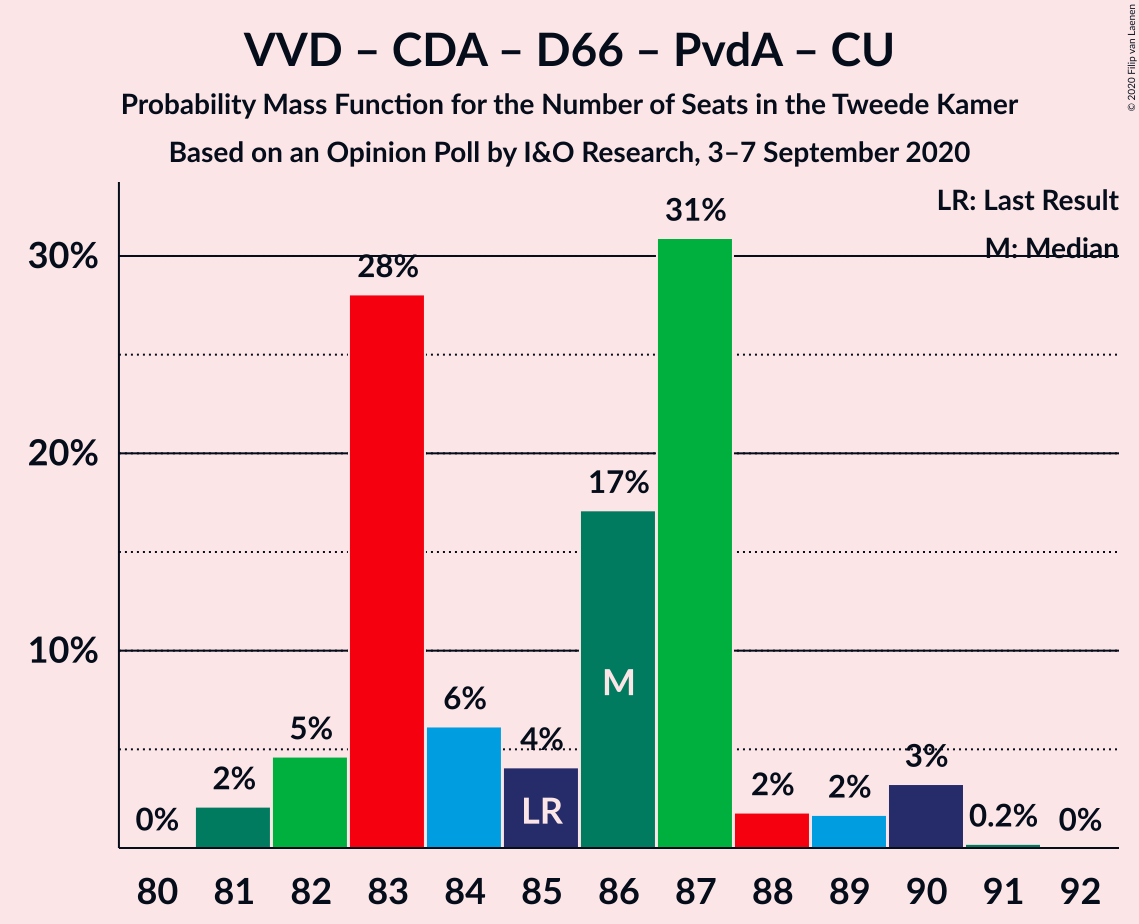 VVD – CDA – D66 – PvdA – CU
Probability Mass Function for the Number of Seats in the Tweede Kamer
Based on an Opinion Poll by I&O Research, 3–7 September 2020
© 2020 Filip van Laenen
LR: Last Result
M: Median
30%
20%
10%
0%
2%
5%
28%
6%
4%
17%
31%
2%
2%
3%
0.2%
0%
LR
M
80 81 82 83 84 85 86 87 88 89 90 91 92